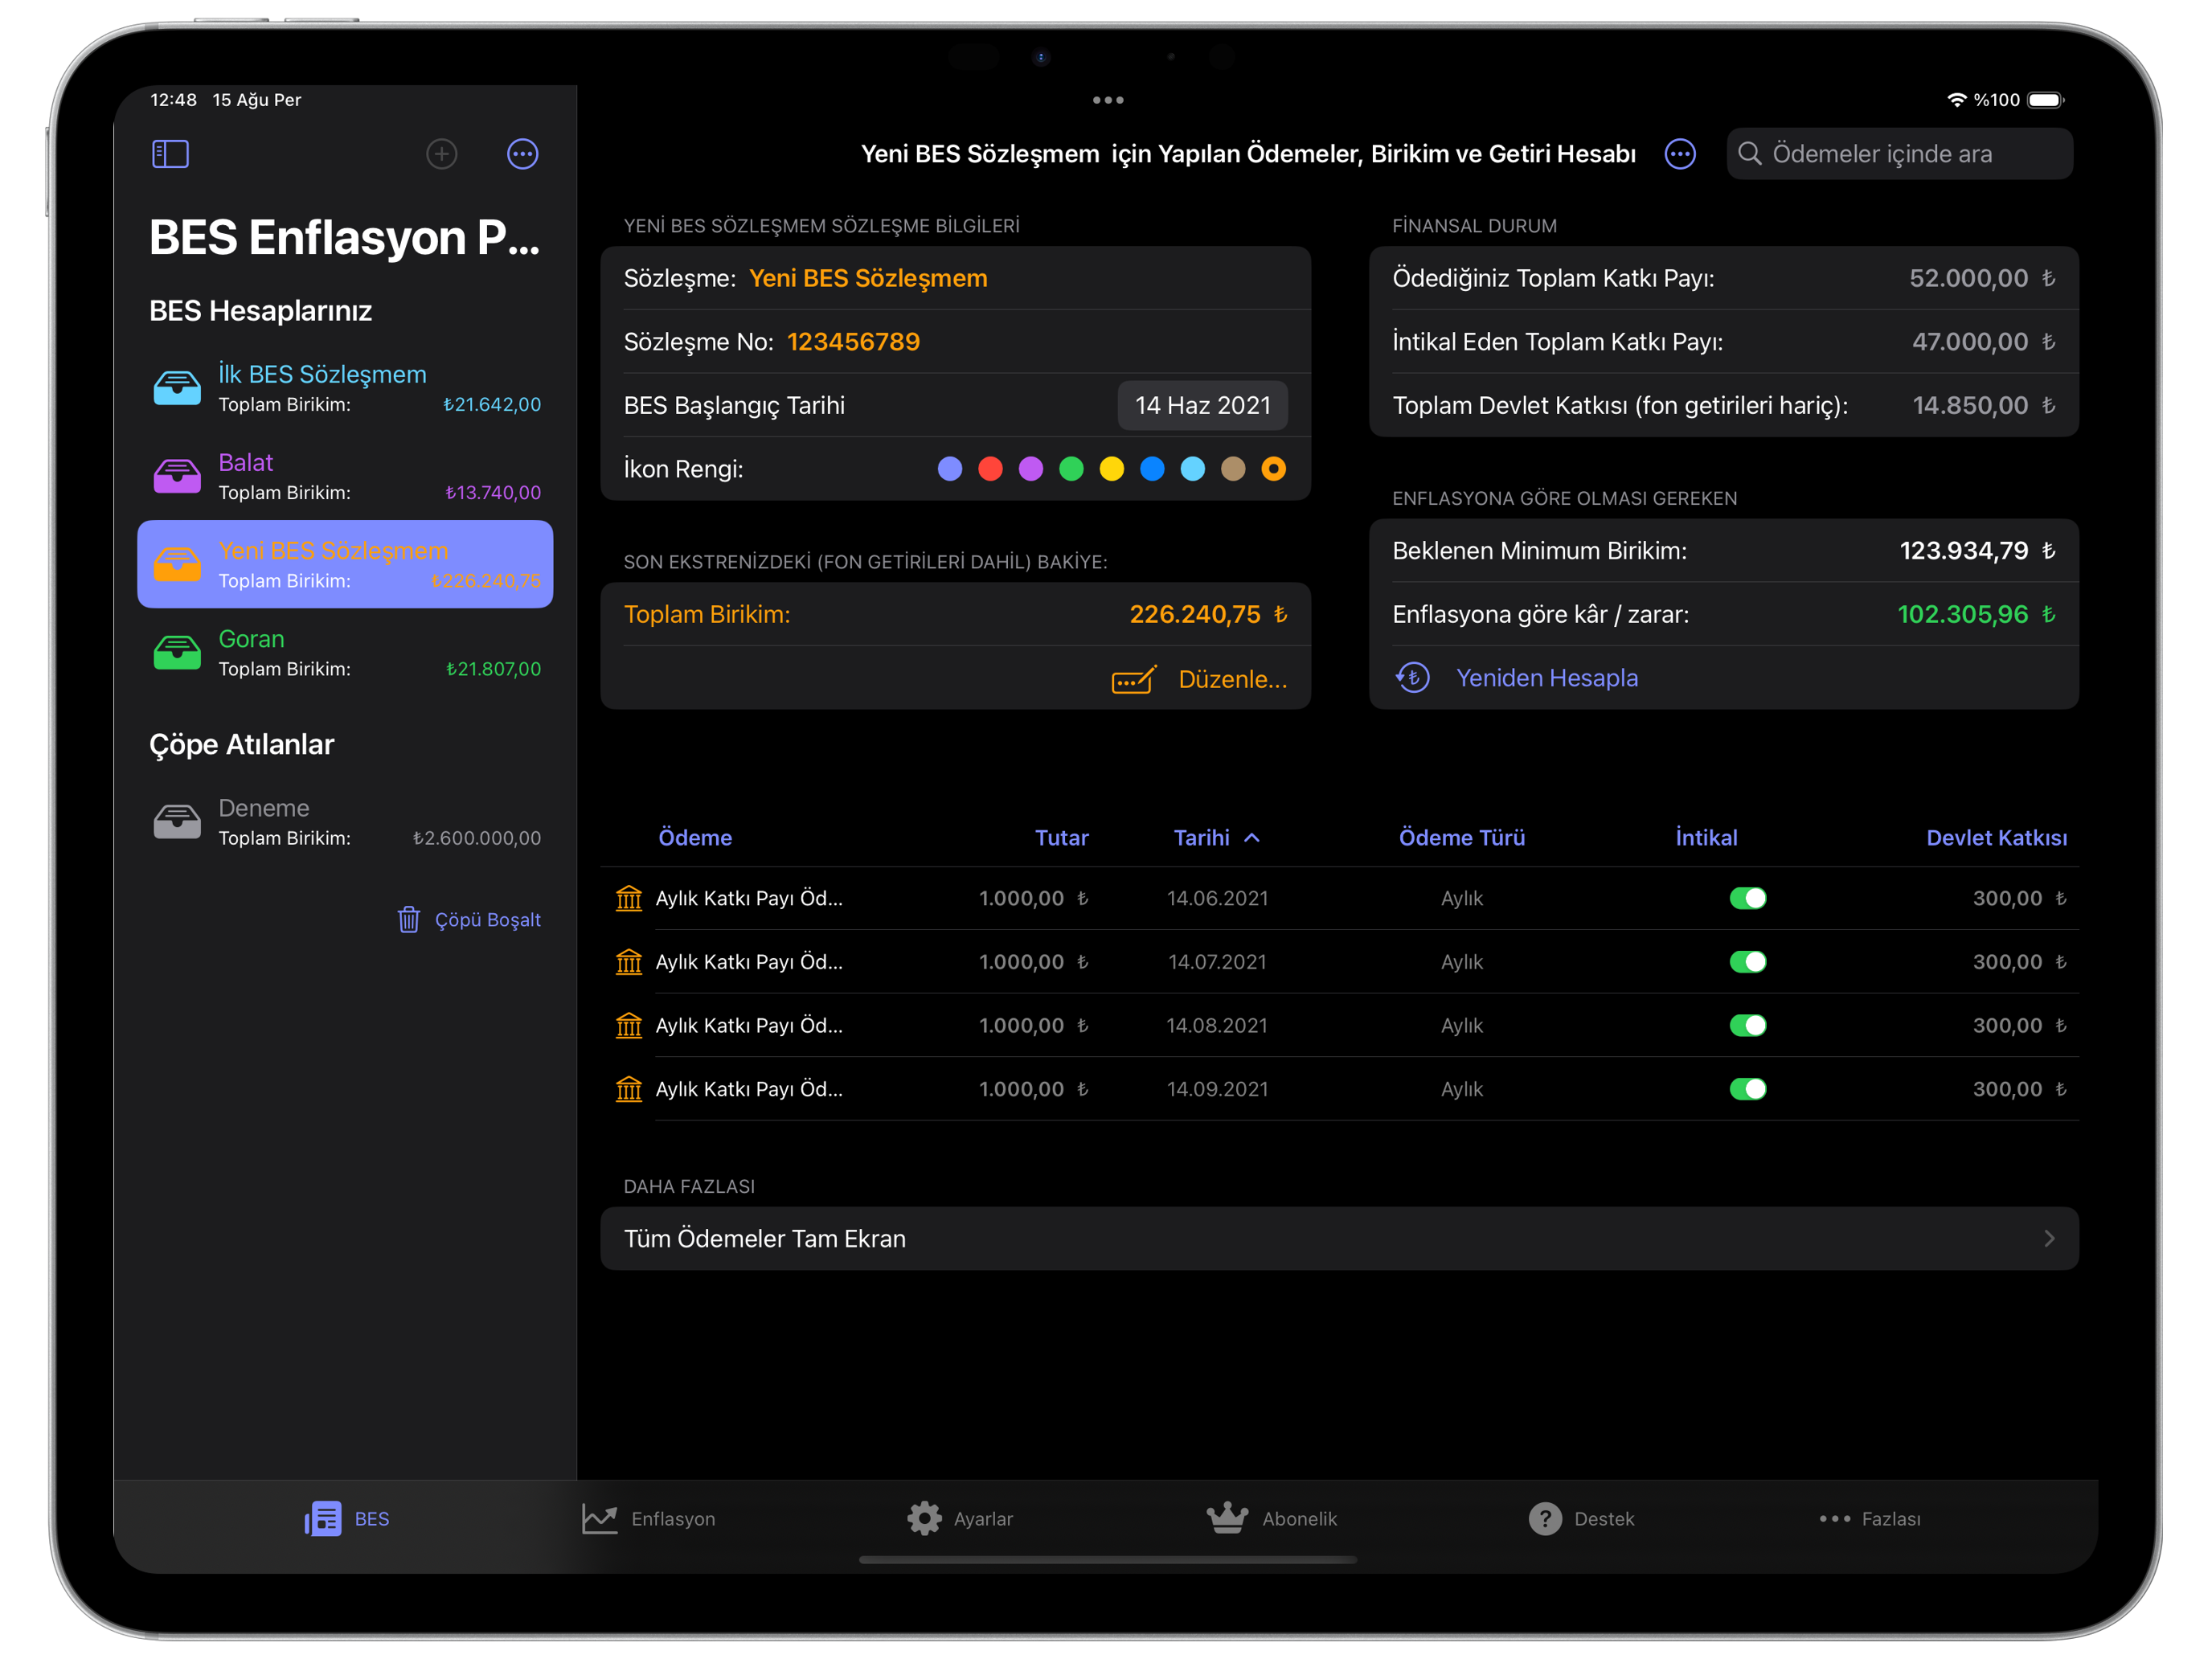 12:48 15 Ağu Per
%100
BES Enflasyon P...
BES Hesaplarınız
İlk BES Sözleşmem
Toplam Birikim: ₺21.642,00
Balat
Toplam Birikim: ₺13.740,00
Yeni BES Sözleşmem
Toplam Birikim: ₺226.240,75
Goran
Toplam Birikim: ₺21.807,00
Çöpe Atılanlar
Deneme
Toplam Birikim: ₺2.600.000,00
Çöpü Boşalt
Yeni BES Sözleşmem için Yapılan Ödemeler, Birikim ve Getiri Hesabı
Ödemeler içinde ara
YENİ BES SÖZLEŞMEM SÖZLEŞME BİLGİLERİ
Sözleşme: Yeni BES Sözleşmem
Sözleşme No: 123456789
BES Başlangıç Tarihi 14 Haz 2021
İkon Rengi:
SON EKSTRENİZDEKİ (FON GETİRİLERİ DAHİL) BAKİYE:
Toplam Birikim: 226.240,75 ₺
Düzenle...
FİNANSAL DURUM
Ödediğiniz Toplam Katkı Payı: 52.000,00 ₺
İntikal Eden Toplam Katkı Payı: 47.000,00 ₺
Toplam Devlet Katkısı (fon getirileri hariç): 14.850,00 ₺
ENFLASYONA GÖRE OLMASI GEREKEN
Beklenen Minimum Birikim: 123.934,79 ₺
Enflasyona göre kâr / zarar: 102.305,96 ₺
₺ Yeniden Hesapla
Ödeme Tutar Tarihi Ödeme Türü İntikal Devlet Katkısı
Aylık Katkı Payı Öd... 1.000,00 ₺ 14.06.2021 Aylık 300,00 ₺
Aylık Katkı Payı Öd... 1.000,00 ₺ 14.07.2021 Aylık 300,00 ₺
Aylık Katkı Payı Öd... 1.000,00 ₺ 14.08.2021 Aylık 300,00 ₺
Aylık Katkı Payı Öd... 1.000,00 ₺ 14.09.2021 Aylık 300,00 ₺
DAHA FAZLASI
Tüm Ödemeler Tam Ekran
BES Enflasyon Ayarlar Abonelik ? Destek Fazlası